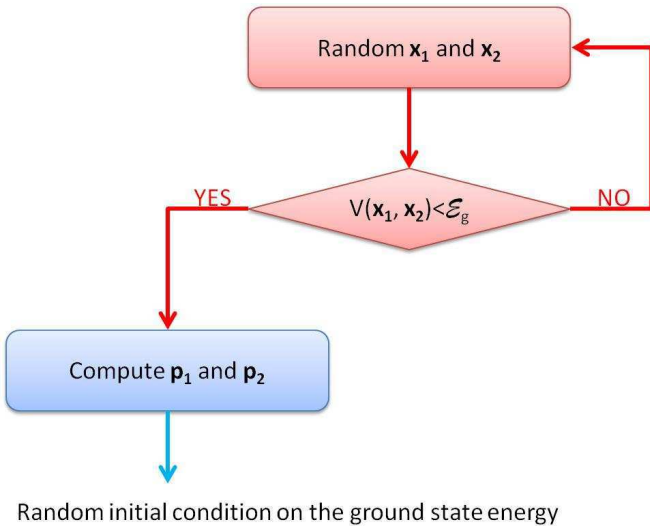 Random x₁ and x₂
V(x₁, x₂)<ℰg
YES
NO
Compute p₁ and p₂
Random initial condition on the ground state energy